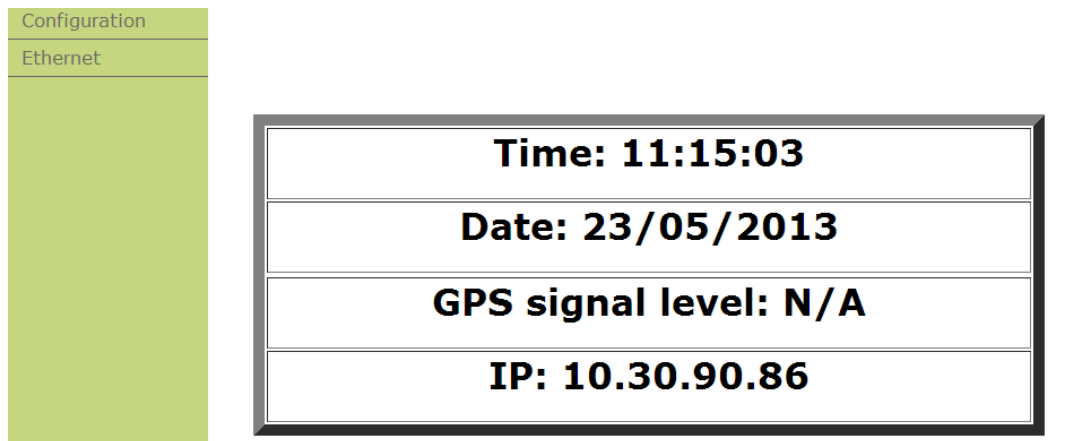 Configuration
Ethernet
Time: 11:15:03
Date: 23/05/2013
GPS signal level: N/A
IP: 10.30.90.86